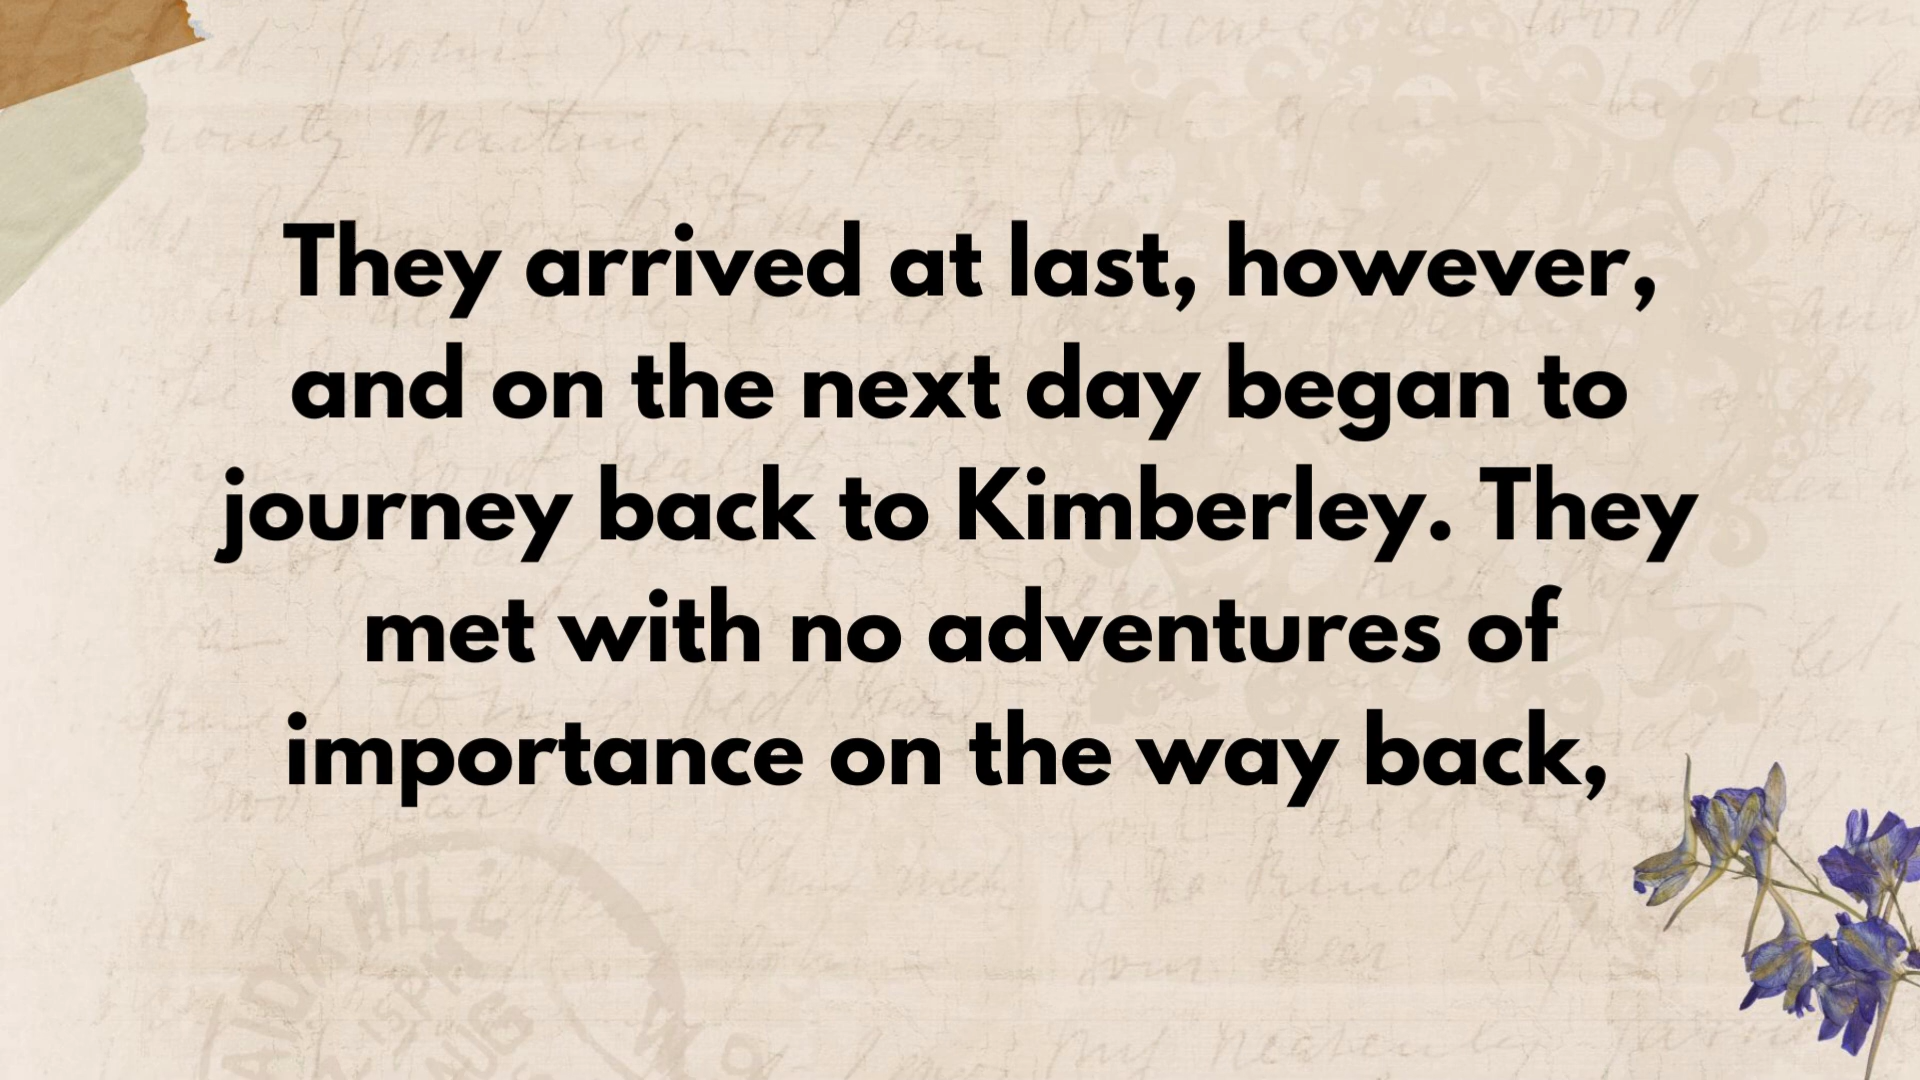 They arrived at last, however,
and on the next day began to
journey back to Kimberley. They
met with no adventures of
importance on the way back,